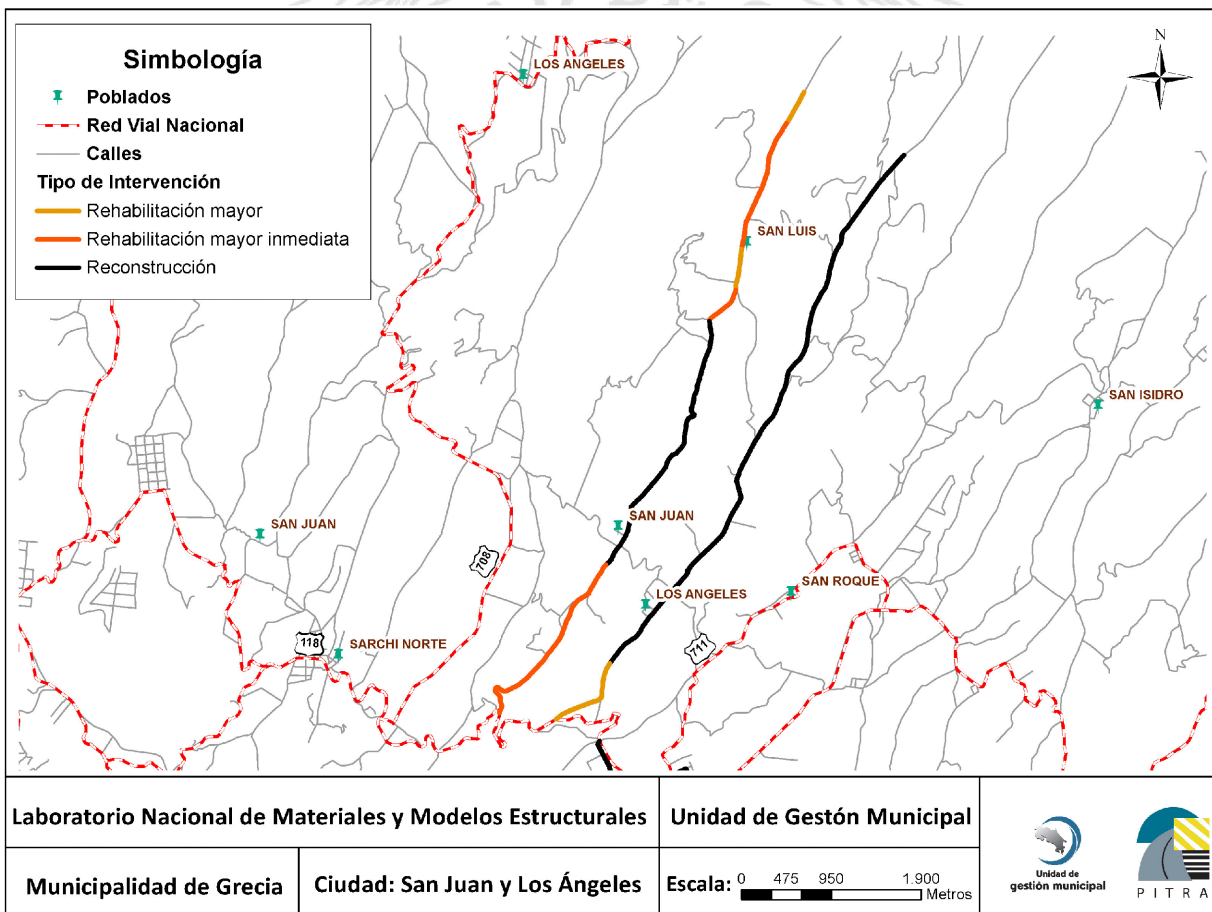 Simbología
Poblados
Red Vial Nacional
Calles
Tipo de Intervención
Rehabilitación mayor
Rehabilitación mayor inmediata
Reconstrucción
LOS ANGELES
N
SAN LUIS
SAN ISIDRO
SAN JUAN
SAN JUAN
708
LOS ANGELES
SAN ROQUE
118
SARCHI NORTE
711
Laboratorio Nacional de Materiales y Modelos Estructurales
Unidad de Gestón Municipal
Municipalidad de Grecia
Ciudad: San Juan y Los Ángeles
Escala: 0 475 950 1.900
Metros
Unidad de
gestión municipal
PITRA